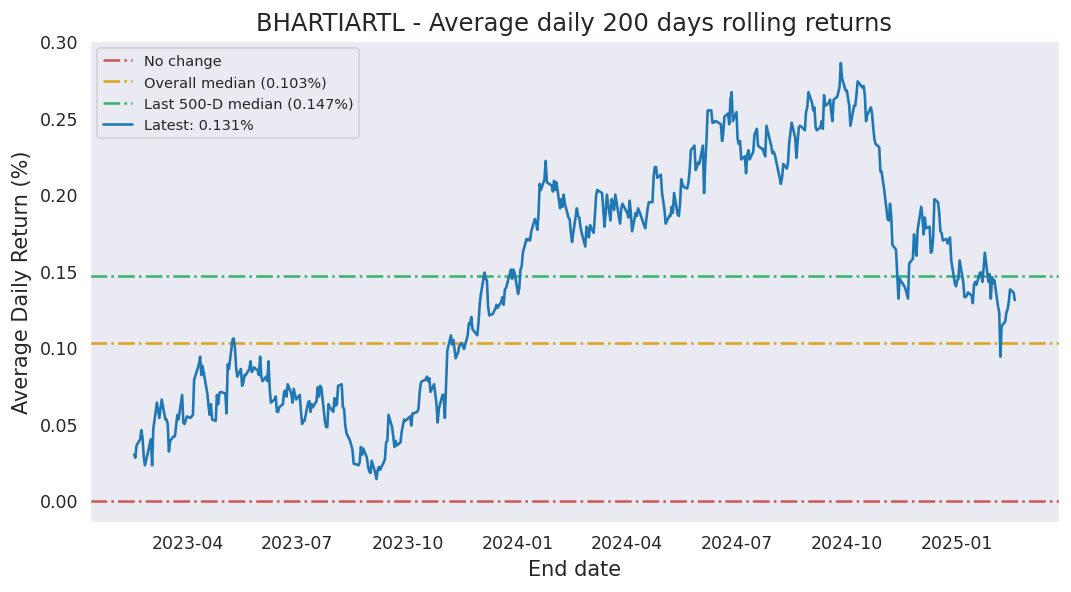 BHARTIARTL - Average daily 200 days rolling returns
No change
Overall median (0.103%)
Last 500-D median (0.147%)
Latest: 0.131%
Average Daily Return (%)
0.30
0.25
0.20
0.15
0.10
0.05
0.00
2023-04 2023-07 2023-10 2024-01 2024-04 2024-07 2024-10 2025-01
End date